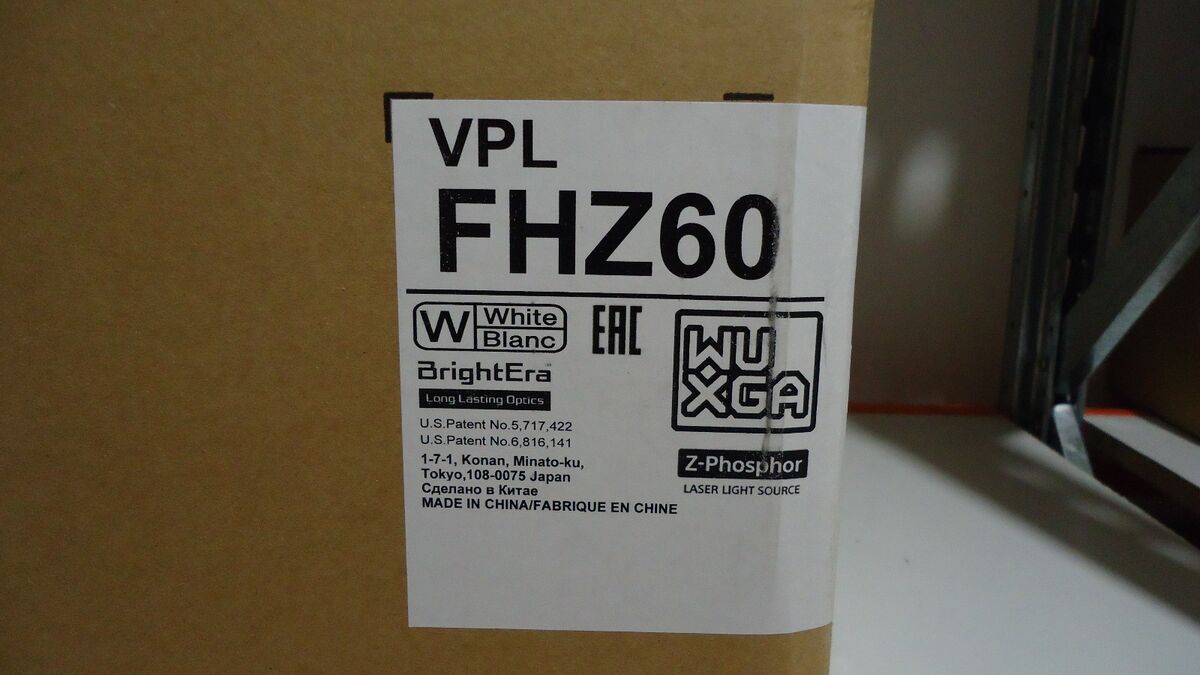 VPL
FHZ60
W White
Blanc
EAC
BrightEra
Long Lasting Optics
WU
XGA
U.S.Patent No.5,717,422
U.S.Patent No.6,816,141
1-7-1, Konan, Minato-ku,
Tokyo,108-0075 Japan
Сделано в Китае
MADE IN CHINA/FABRIQUE EN CHINE
Z-Phosphor
LASER LIGHT SOURCE